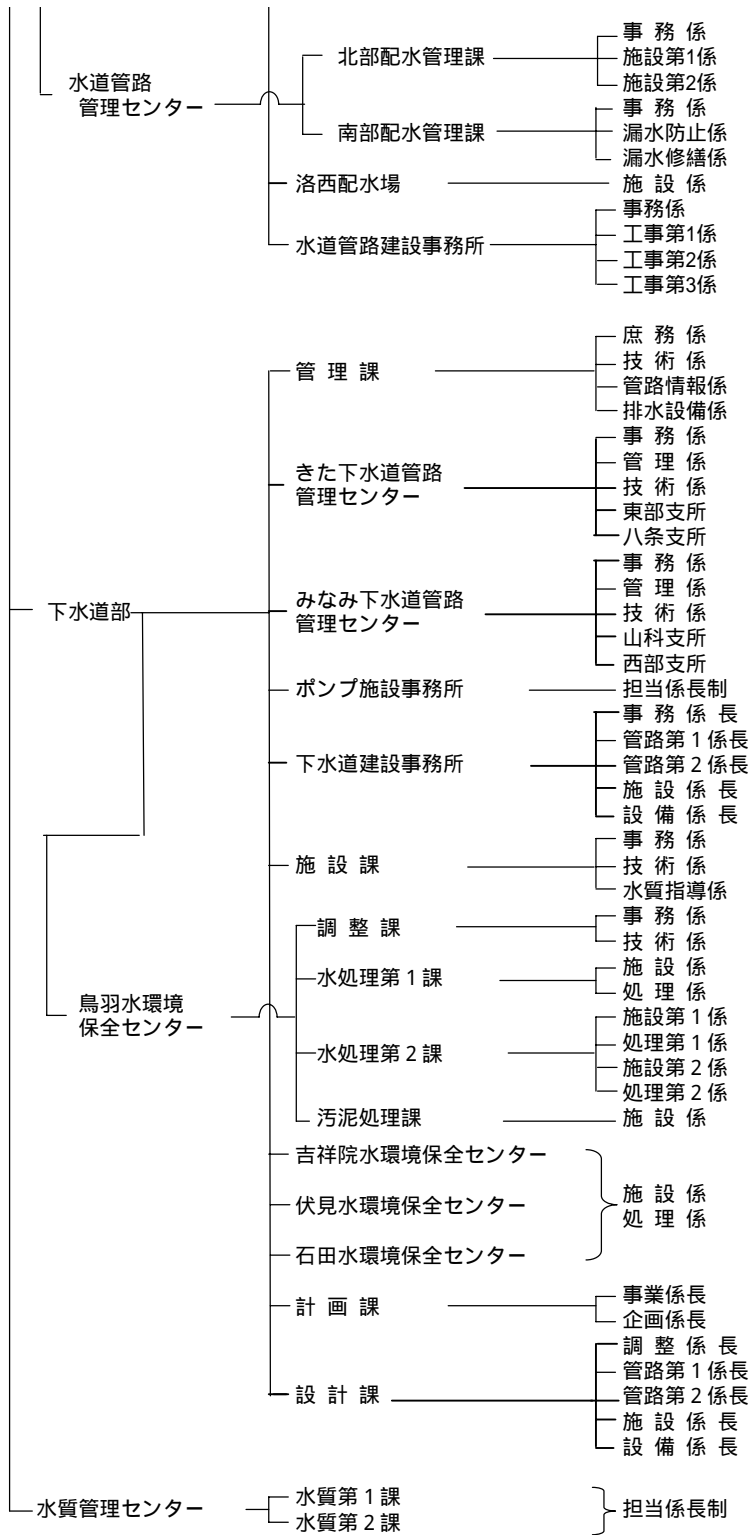 水道管路
管理センター
北部配水管理課
事務係
施設第1係
施設第2係
南部配水管理課
事務係
漏水防止係
漏水修繕係
洛西配水場
施設係
水道管路建設事務所
事務係
工事第1係
工事第2係
工事第3係
下水道部
管理課
庶務係
技術係
管路情報係
排水設備係
きた下水道管路
管理センター
事務係
管理係
技術係
東部支所
八条支所
みなみ下水道管路
管理センター
事務係
管理係
技術係
山科支所
西部支所
ポンプ施設事務所
担当係長制
下水道建設事務所
事務係長
管路第1係長
管路第2係長
施設係長
設備係長
施設課
事務係
技術係
水質指導係
鳥羽水環境
保全センター
調整課
事務係
技術係
水処理第1課
施設係
処理係
水処理第2課
施設第1係
処理第1係
施設第2係
処理第2係
汚泥処理課
施設係
吉祥院水環境保全センター
伏見水環境保全センター
石田水環境保全センター
施設係
処理係
計画課
事業係長
企画係長
設計課
調整係長
管路第1係長
管路第2係長
施設係長
設備係長
水質管理センター
水質第1課
水質第2課
担当係長制